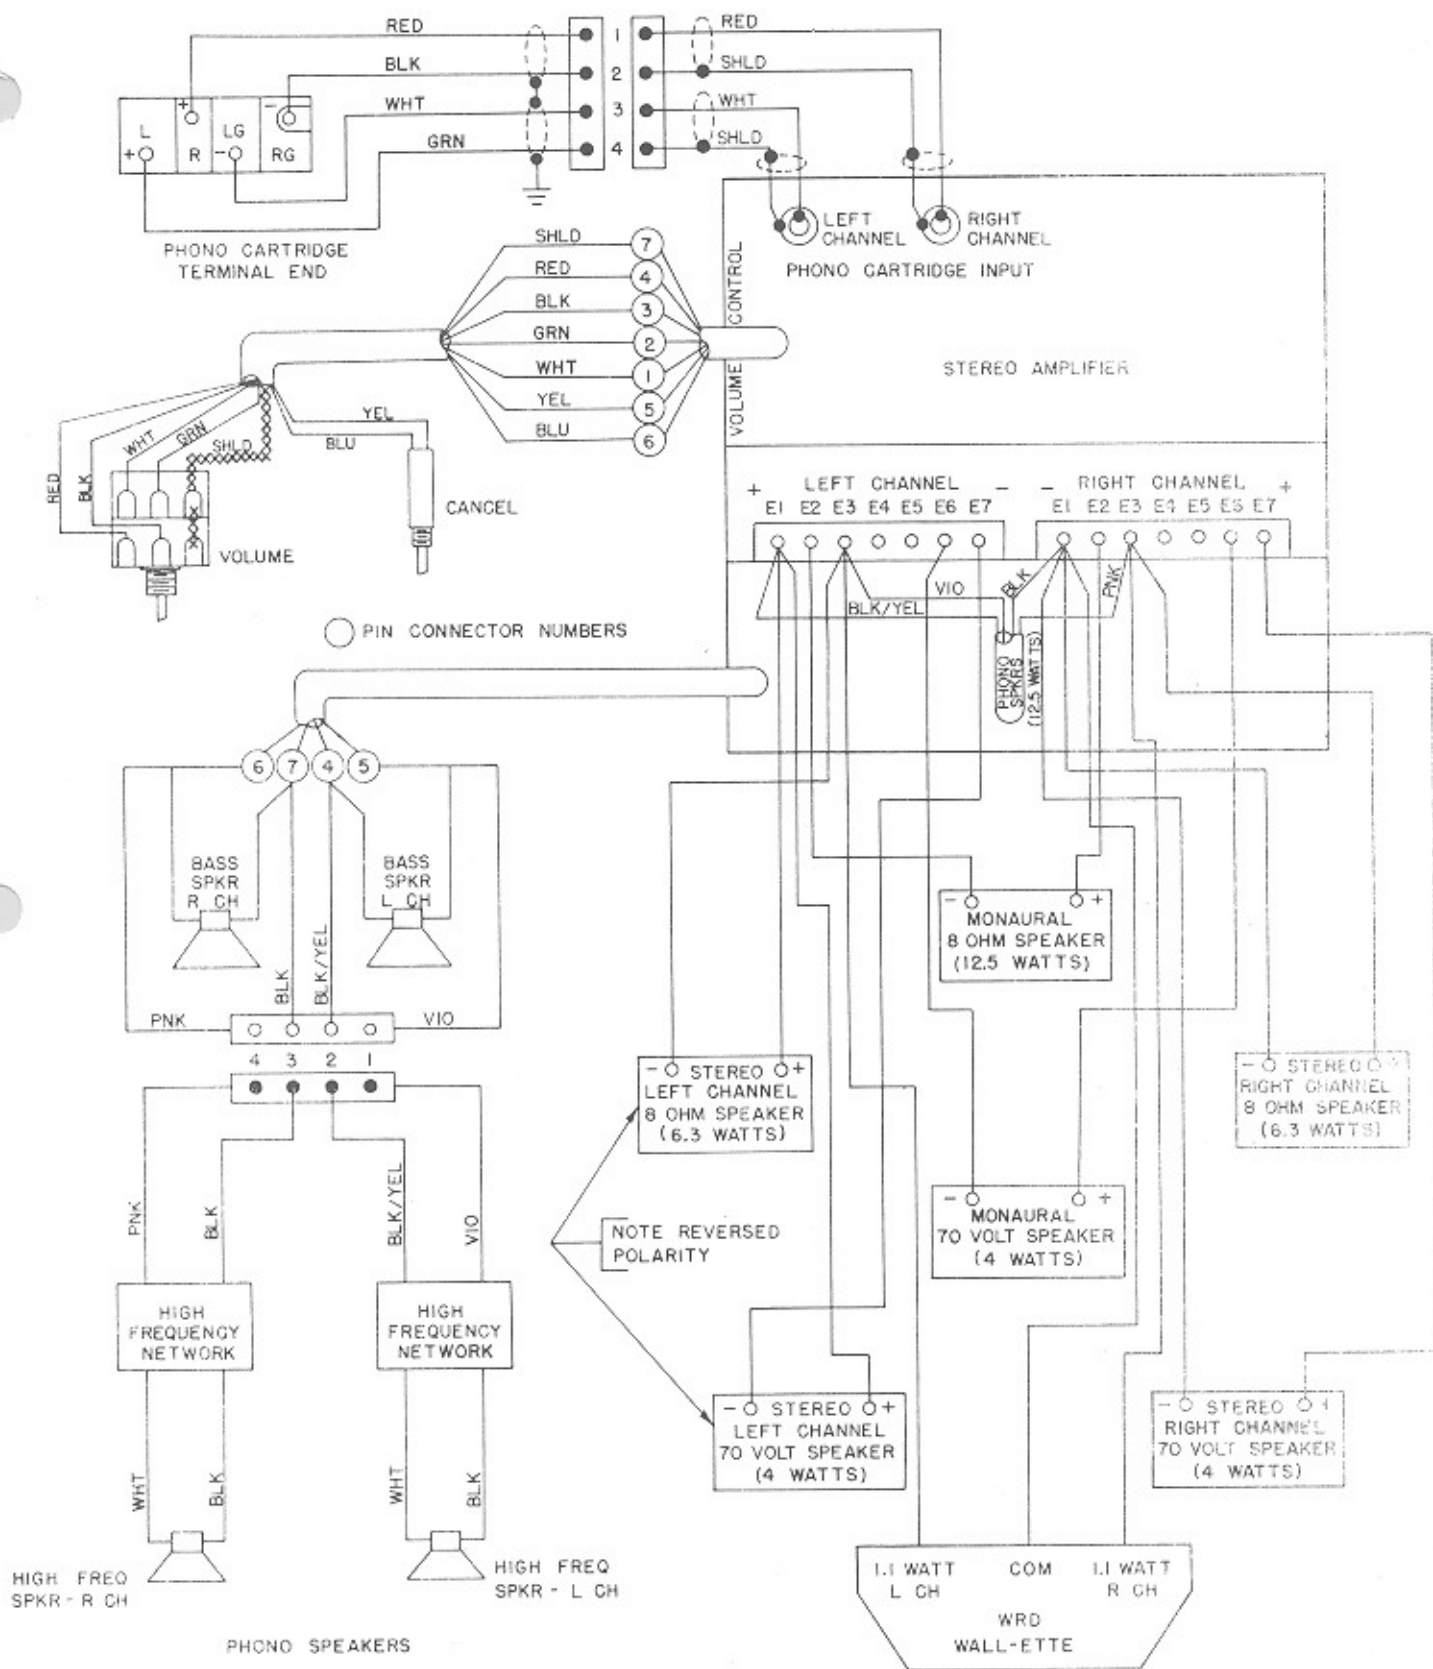 RED
BLK
WHT
GRN
1
2
3
4
RED
SHLD
WHT
SHLD
L
+
+
R
LG
-
-
RG
PHONO CARTRIDGE
TERMINAL END
LEFT
CHANNEL
RIGHT
CHANNEL
PHONO CARTRIDGE INPUT
SHLD 7
RED 4
BLK 3
GRN 2
WHT 1
YEL 5
BLU 6
VOLUME CONTROL
STEREO AMPLIFIER
RED
BLK
WHT
GRN
SHLD
YEL
BLU
CANCEL
VOLUME
+ LEFT CHANNEL -
E1 E2 E3 E4 E5 E6 E7
- RIGHT CHANNEL +
E1 E2 E3 E4 E5 E6 E7
VIO
BLK/YEL
BLK
PNK
PHONO
SPKRS
(12.5 WATTS)
PIN CONNECTOR NUMBERS
6 7 4 5
BASS
SPKR
R CH
BASS
SPKR
L CH
BLK
BLK/YEL
PNK
VIO
4 3 2 1
PNK
BLK
BLK/YEL
VIO
HIGH
FREQUENCY
NETWORK
HIGH
FREQUENCY
NETWORK
WHT
BLK
WHT
BLK
HIGH FREQ
SPKR - R CH
HIGH FREQ
SPKR - L CH
PHONO SPEAKERS
- +
MONAURAL
8 OHM SPEAKER
(12.5 WATTS)
- STEREO +
LEFT CHANNEL
8 OHM SPEAKER
(6.3 WATTS)
- STEREO +
RIGHT CHANNEL
8 OHM SPEAKER
(6.3 WATTS)
NOTE REVERSED
POLARITY
- +
MONAURAL
70 VOLT SPEAKER
(4 WATTS)
- STEREO +
LEFT CHANNEL
70 VOLT SPEAKER
(4 WATTS)
- STEREO +
RIGHT CHANNEL
70 VOLT SPEAKER
(4 WATTS)
1.1 WATT
L CH
COM
1.1 WATT
R CH
WRD
WALL-ETTE